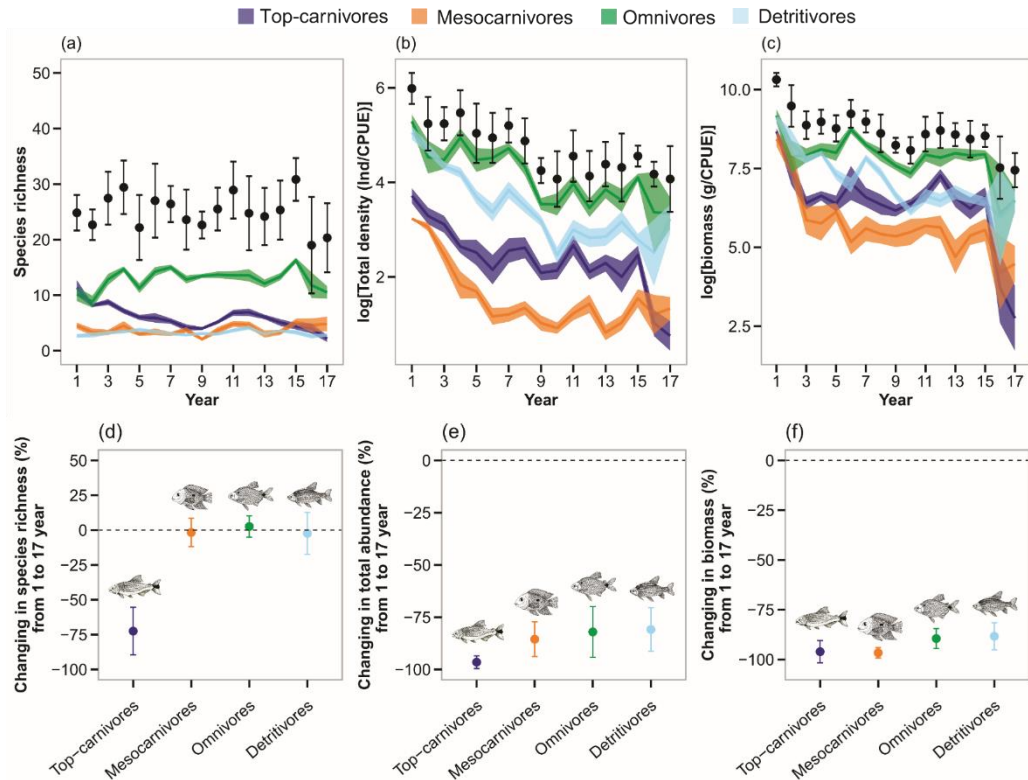 Top-carnivores Mesocarnivores Omnivores Detritivores
(a)
Species richness
50
40
30
20
10
0
1 3 5 7 9 11 13 15 17
Year
(b)
log[Total density (Ind/CPUE)]
6
4
2
1 3 5 7 9 11 13 15 17
Year
(c)
log[biomass (g/CPUE)]
10.0
7.5
5.0
2.5
1 3 5 7 9 11 13 15 17
Year
(d)
Changing in species richness (%)
from 1 to 17 year
50
25
0
−25
−50
−75
−100
Top−carnivores
Mesocarnivores
Omnivores
Detritivores
(e)
Changing in total abundance (%)
from 1 to 17 year
0
−25
−50
−75
−100
Top−carnivores
Mesocarnivores
Omnivores
Detritivores
(f)
Changing in biomass (%)
from 1 to 17 year
0
−25
−50
−75
−100
Top−carnivores
Mesocarnivores
Omnivores
Detritivores